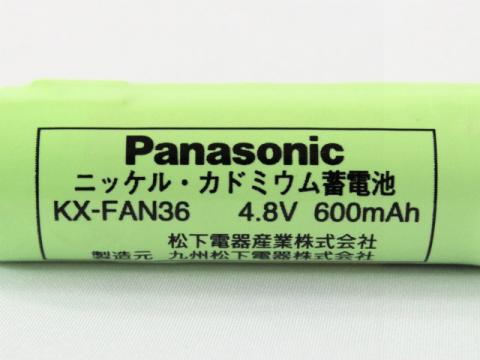 Panasonic
ニッケル・カドミウム蓄電池
KX-FAN36 4.8V 600mAh
松下電器産業株式会社
製造元 九州松下電器株式会社